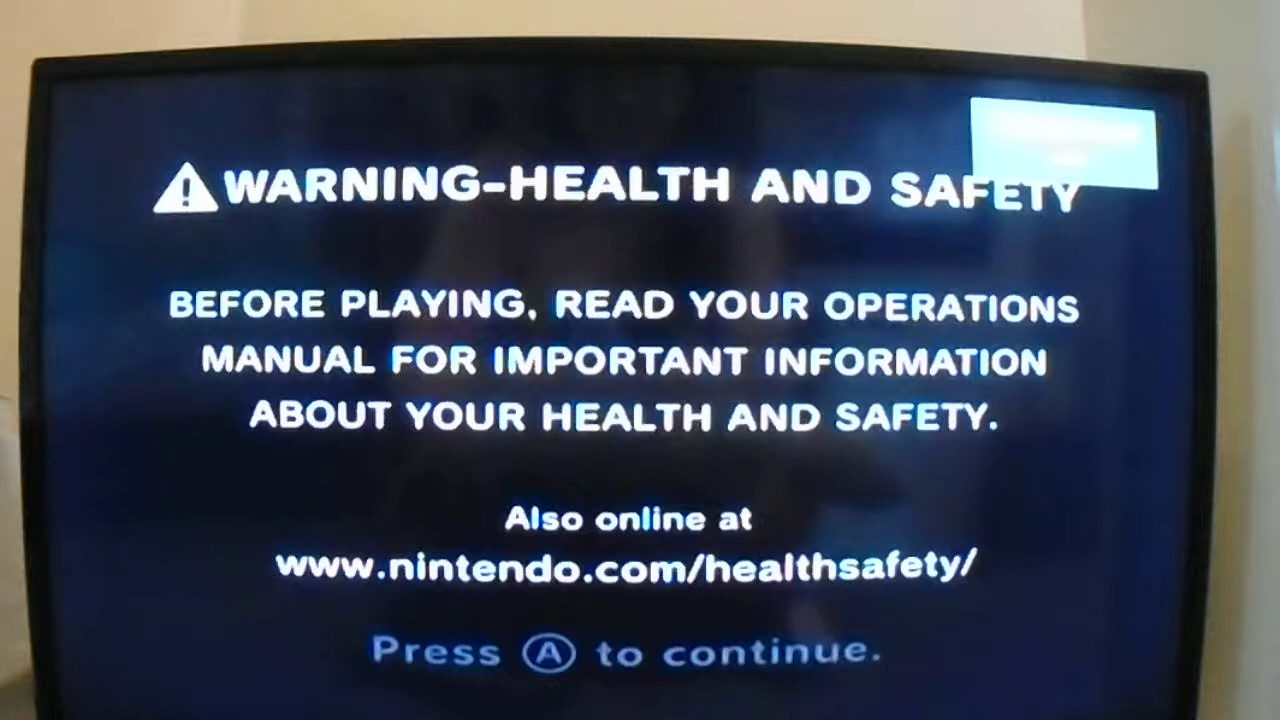 WARNING-HEALTH AND SAFETY
BEFORE PLAYING, READ YOUR OPERATIONS
MANUAL FOR IMPORTANT INFORMATION
ABOUT YOUR HEALTH AND SAFETY.
Also online at
www.nintendo.com/healthsafety/
Press A to continue.